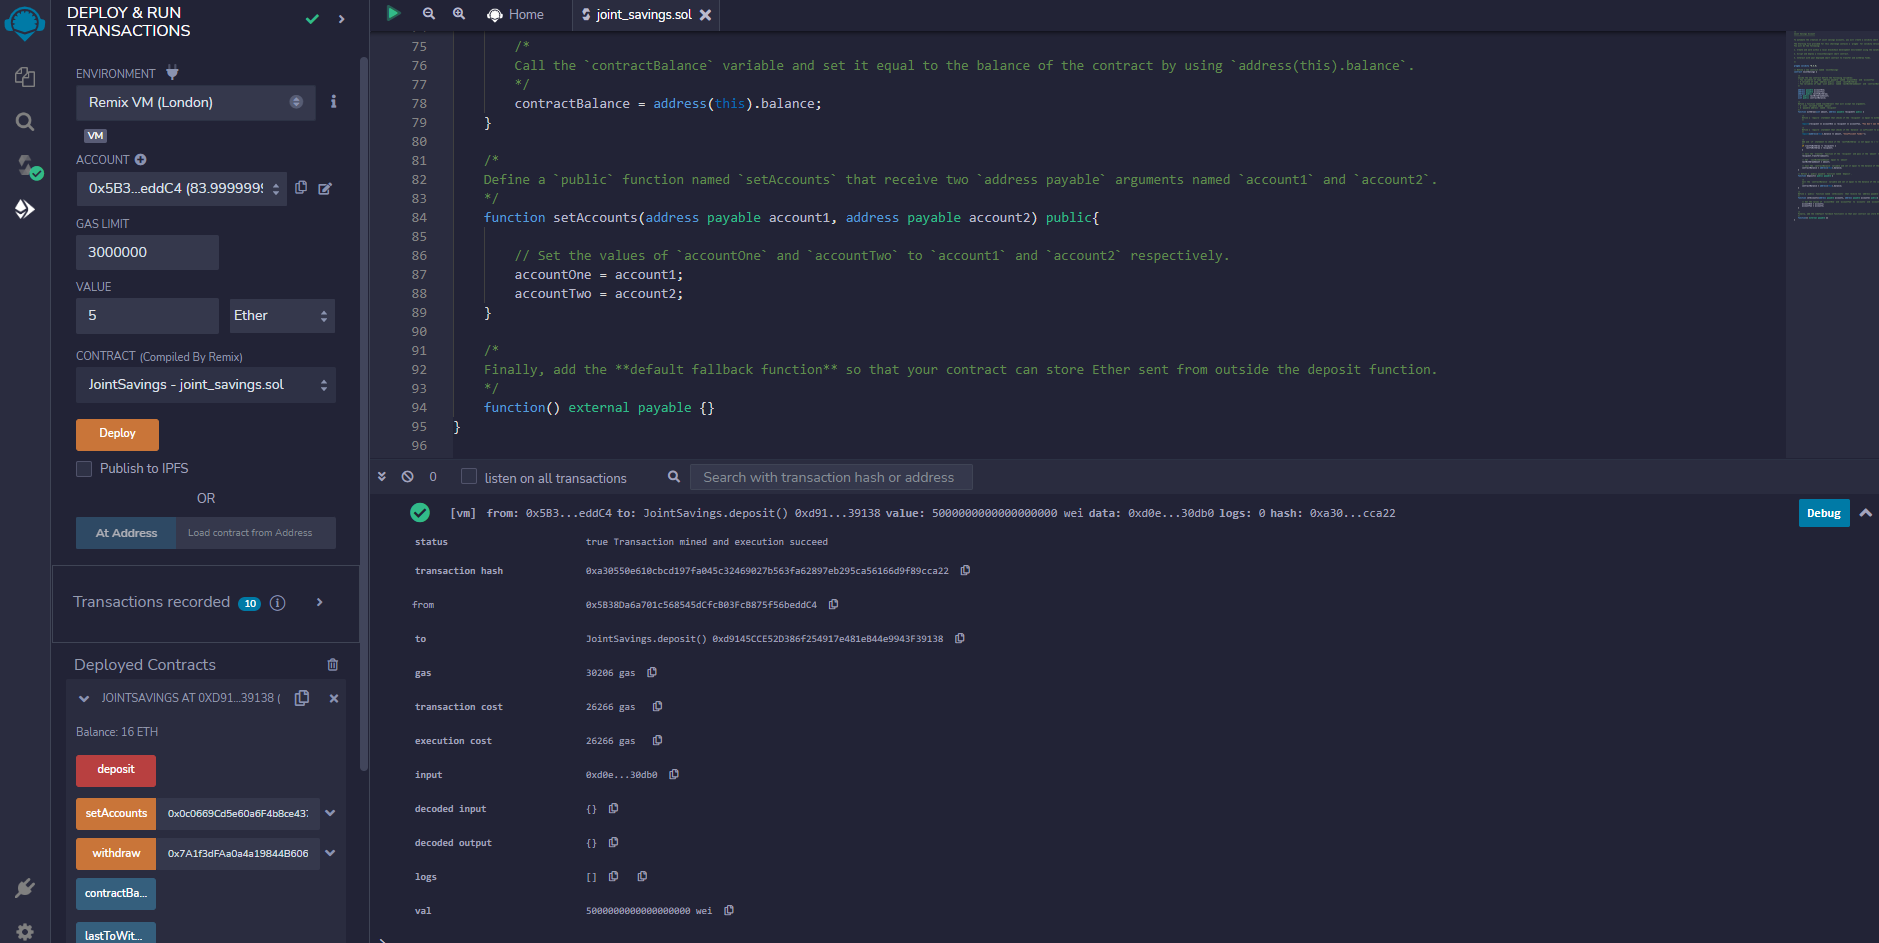 DEPLOY & RUN
TRANSACTIONS
ENVIRONMENT
Remix VM (London)
VM
ACCOUNT
0x5B3...eddC4 (83.9999999
GAS LIMIT
3000000
VALUE
5
Ether
CONTRACT (Compiled By Remix)
JointSavings - joint_savings.sol
Deploy
Publish to IPFS
OR
At Address Load contract from Address
Transactions recorded 10
Deployed Contracts
JOINTSAVINGS AT 0XD91...39138 (
Balance: 16 ETH
deposit
setAccounts 0x0c0669Cd5e60a6F4b8ce437
withdraw 0x7A1f3dFAa0a4a19844B606
contractBa...
lastToWit...
Home
joint_savings.sol
75 /*
76 Call the `contractBalance` variable and set it equal to the balance of the contract by using `address(this).balance`.
77 */
78 contractBalance = address(this).balance;
79 }
80
81 /*
82 Define a `public` function named `setAccounts` that receive two `address payable` arguments named `account1` and `account2`.
83 */
84 function setAccounts(address payable account1, address payable account2) public{
85
86 // Set the values of `accountOne` and `accountTwo` to `account1` and `account2` respectively.
87 accountOne = account1;
88 accountTwo = account2;
89 }
90
91 /*
92 Finally, add the **default fallback function** so that your contract can store Ether sent from outside the deposit function.
93 */
94 function() external payable {}
95 }
96
0 listen on all transactions Search with transaction hash or address
[vm] from: 0x5B3...eddC4 to: JointSavings.deposit() 0xd91...39138 value: 5000000000000000000 wei data: 0xd0e...30db0 logs: 0 hash: 0xa30...cca22
Debug
status true Transaction mined and execution succeed
transaction hash 0xa30550e610cbcd197fa045c32469027b563fa62897eb295ca56166d9f89cca22
from 0x5B38Da6a701c568545dCfcB03FcB875f56beddC4
to JointSavings.deposit() 0xd9145CCE52D386f254917e481eB44e9943F39138
gas 30206 gas
transaction cost 26266 gas
execution cost 26266 gas
input 0xd0e...30db0
decoded input {}
decoded output {}
logs []
val 5000000000000000000 wei